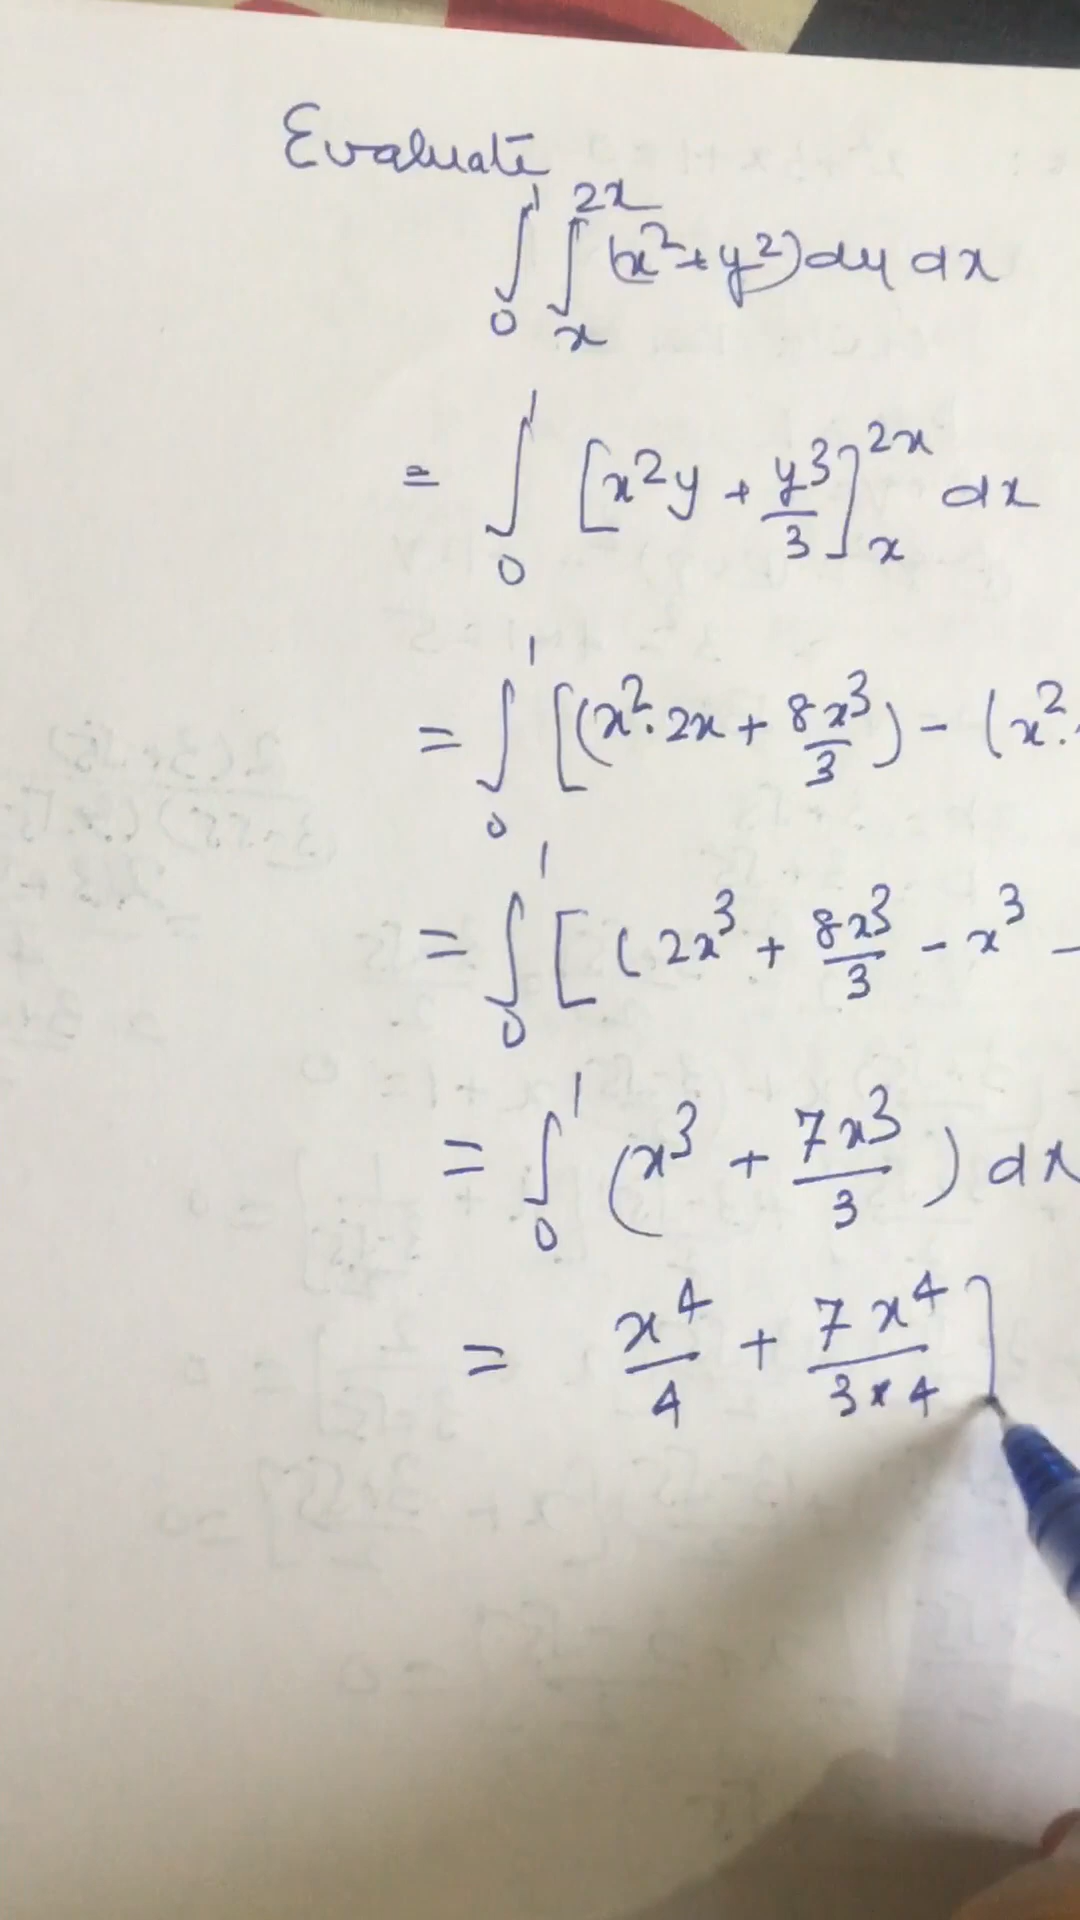 Evaluate
∫₀¹ ∫ₓ²ˣ (x²+y²) dy dx
= ∫₀¹ [x²y + y³/3]ₓ²ˣ dx
= ∫₀¹ [(x²·2x + 8x³/3) - (x²·
= ∫₀¹ [(2x³ + 8x³/3 - x³ -
= ∫₀¹ (x³ + 7x³/3) dx
= x⁴/4 + 7x⁴/3×4]